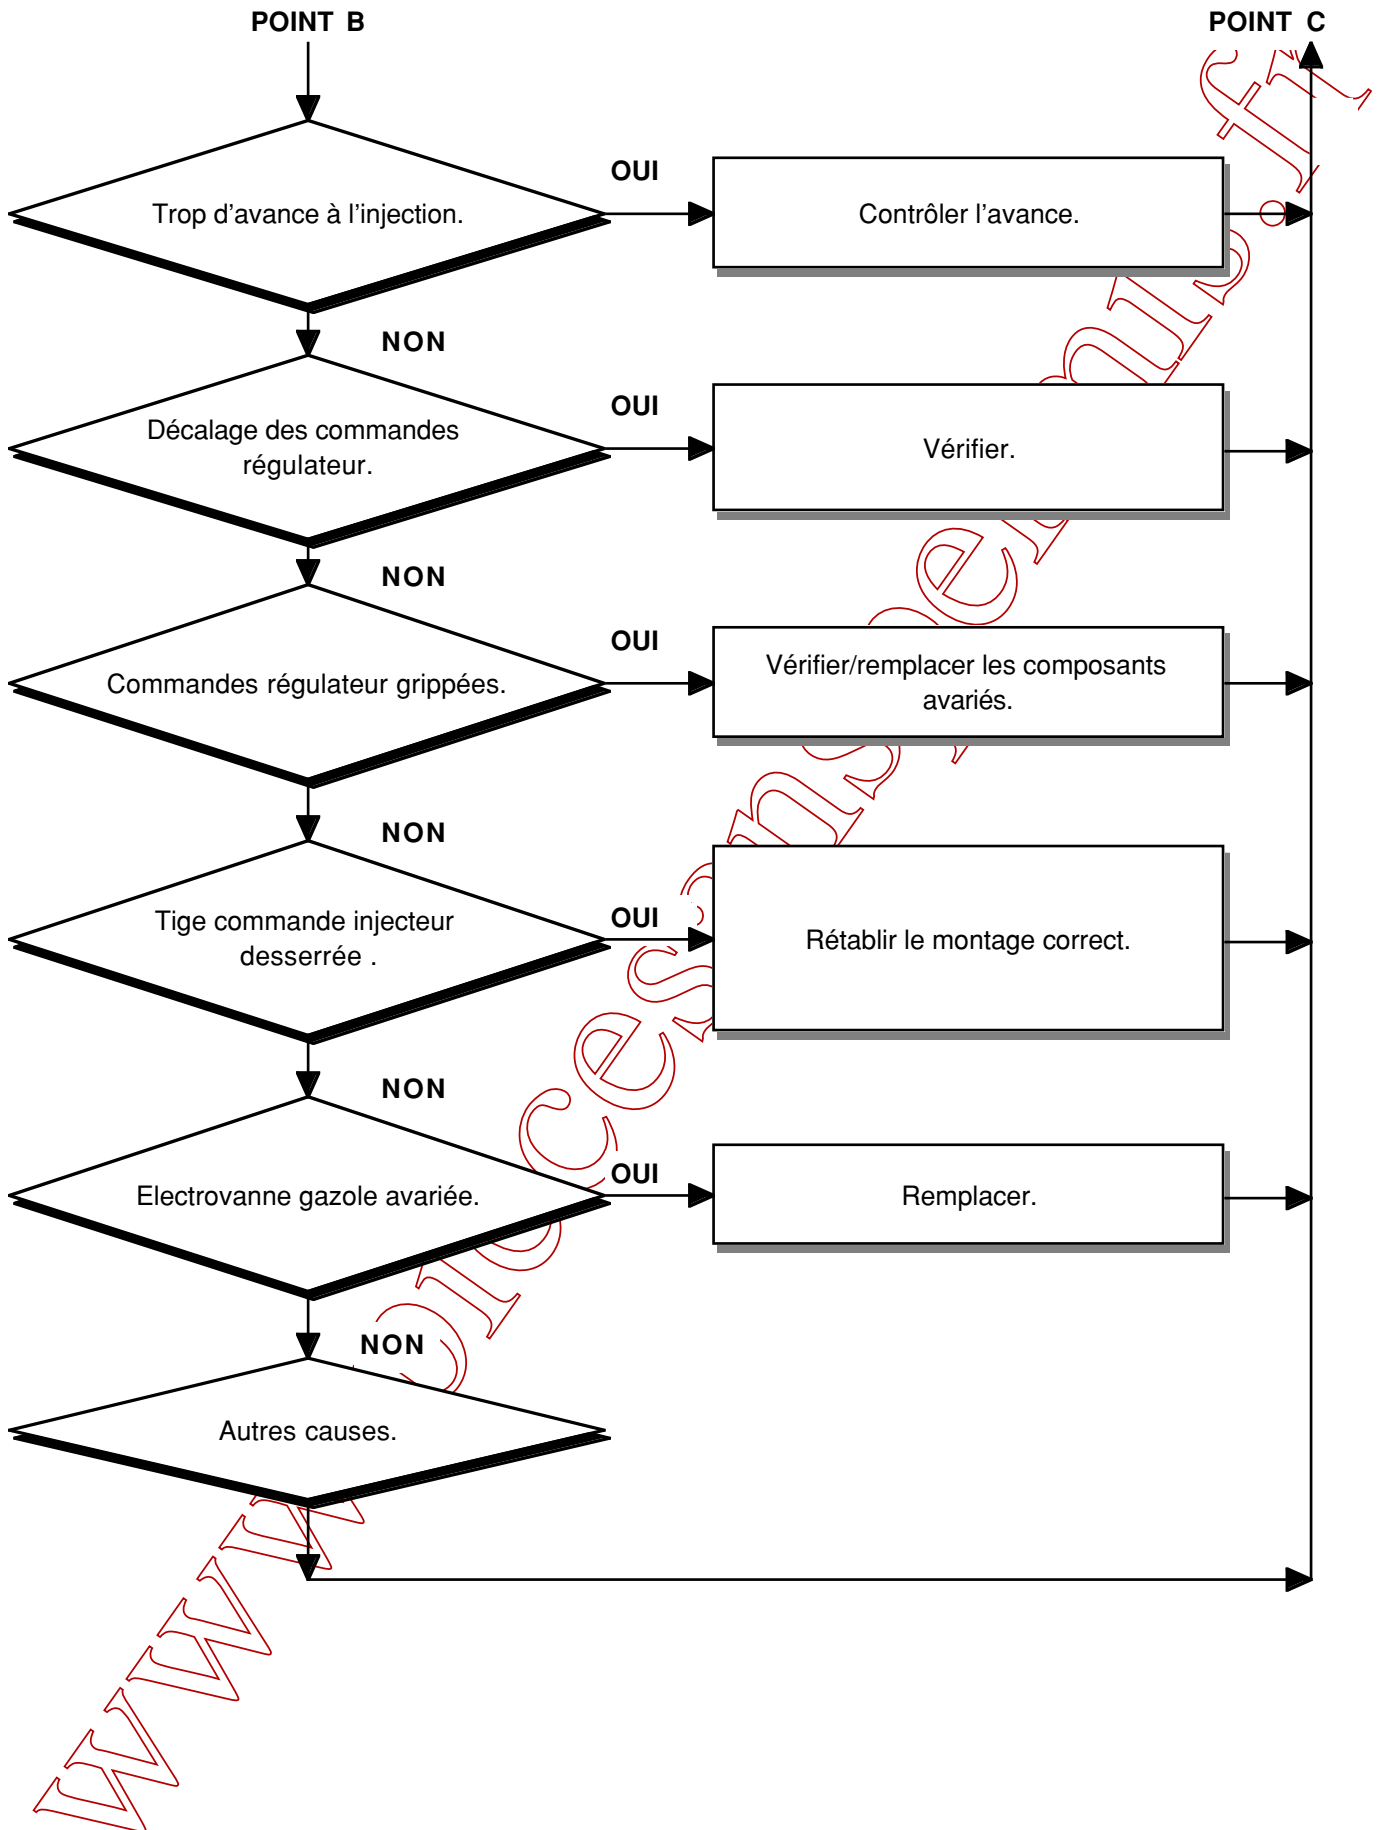 POINT B
POINT C
OUI
Trop d'avance à l'injection.
Contrôler l'avance.
NON
OUI
Décalage des commandes
régulateur.
Vérifier.
NON
OUI
Commandes régulateur grippées.
Vérifier/remplacer les composants
avariés.
NON
OUI
Tige commande injecteur
desserrée .
Rétablir le montage correct.
NON
OUI
Electrovanne gazole avariée.
Remplacer.
NON
Autres causes.